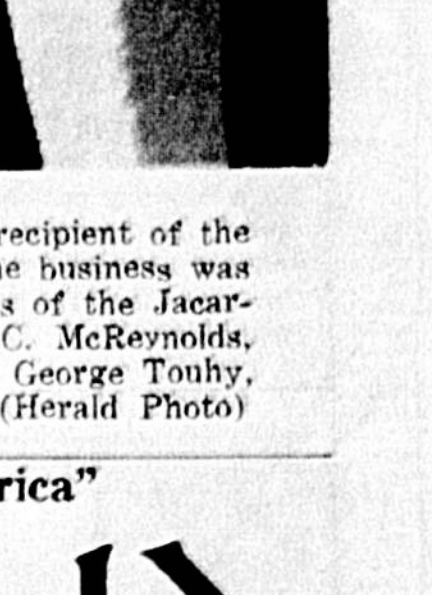 recipient of the
e business was
s of the Jacar-
C. McReynolds,
George Touhy,
(Herald Photo)
rica”